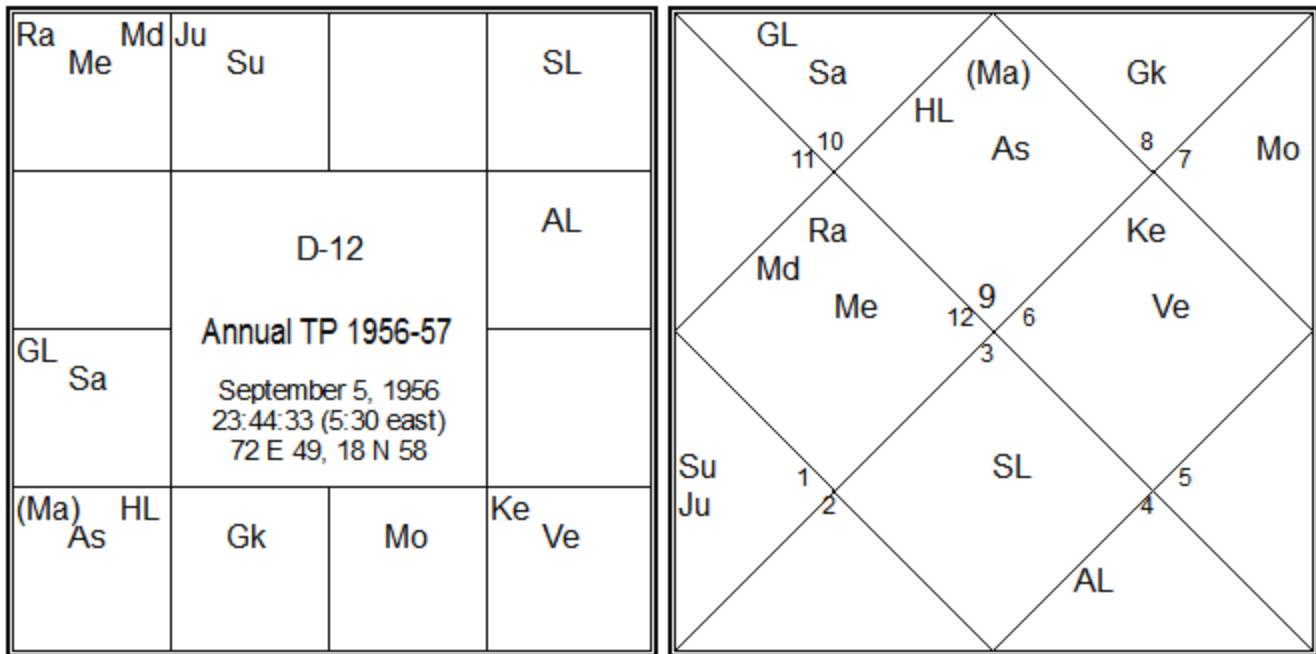 Ra Md Ju
Me Su SL
AL
D-12
Annual TP 1956-57
GL
Sa
September 5, 1956
23:44:33 (5:30 east)
72 E 49, 18 N 58
(Ma) HL Ke
As Gk Mo Ve
GL
Sa (Ma) Gk
HL
As Mo
10 8
11 7
Ra Ke
Md
Me Ve
9
12 6
3
Su SL
1 5
Ju
2 4
AL